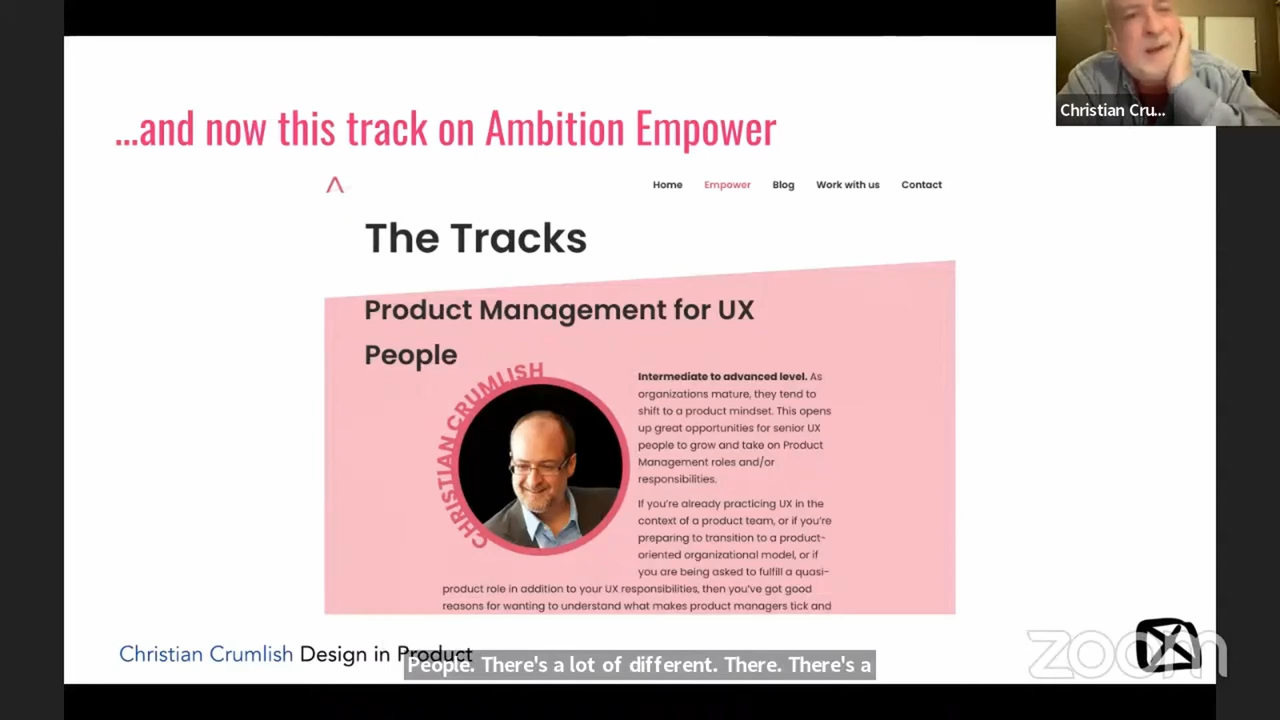 ...and now this track on Ambition Empower
Christian Cru...
Home Empower Blog Work with us Contact
The Tracks
Product Management for UX
People
CHRISTIAN CRUMLISH
Intermediate to advanced level. As
organizations mature, they tend to
shift to a product mindset. This opens
up great opportunities for senior UX
people to grow and take on Product
Management roles and/or
responsibilities.
If you're already practicing UX in the
context of a product team, or if you're
preparing to transition to a product-
oriented organizational model, or if
you are being asked to fulfill a quasi-
product role in addition to your UX responsibilities, then you've got good
reasons for wanting to understand what makes product managers tick and
Christian Crumlish Design in Product
People. There's a lot of different. There. There's a
zoom